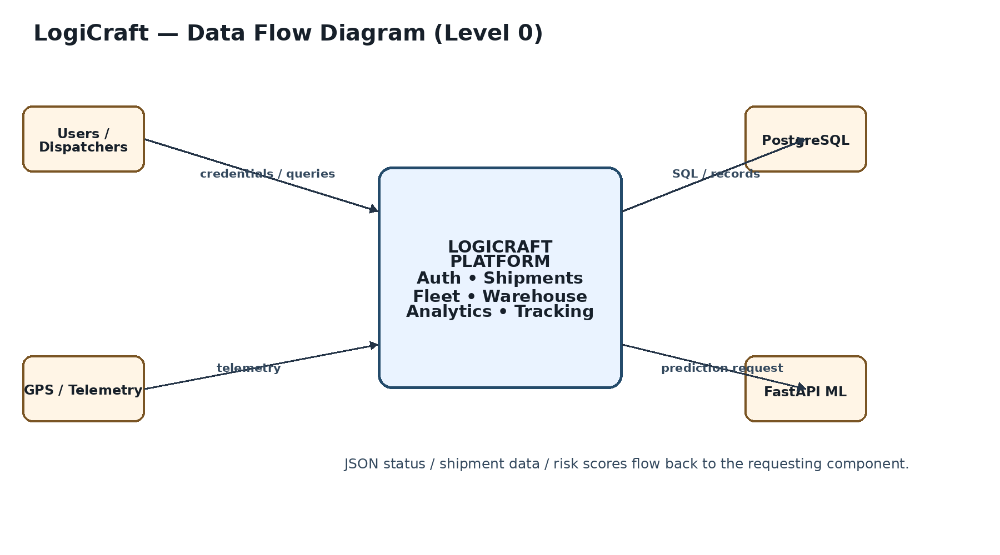 LogiCraft — Data Flow Diagram (Level 0)
Users /
Dispatchers
PostgreSQL
credentials / queries
SQL / records
LOGICRAFT
PLATFORM
Auth • Shipments
Fleet • Warehouse
Analytics • Tracking
telemetry
prediction request
GPS / Telemetry
FastAPI ML
JSON status / shipment data / risk scores flow back to the requesting component.